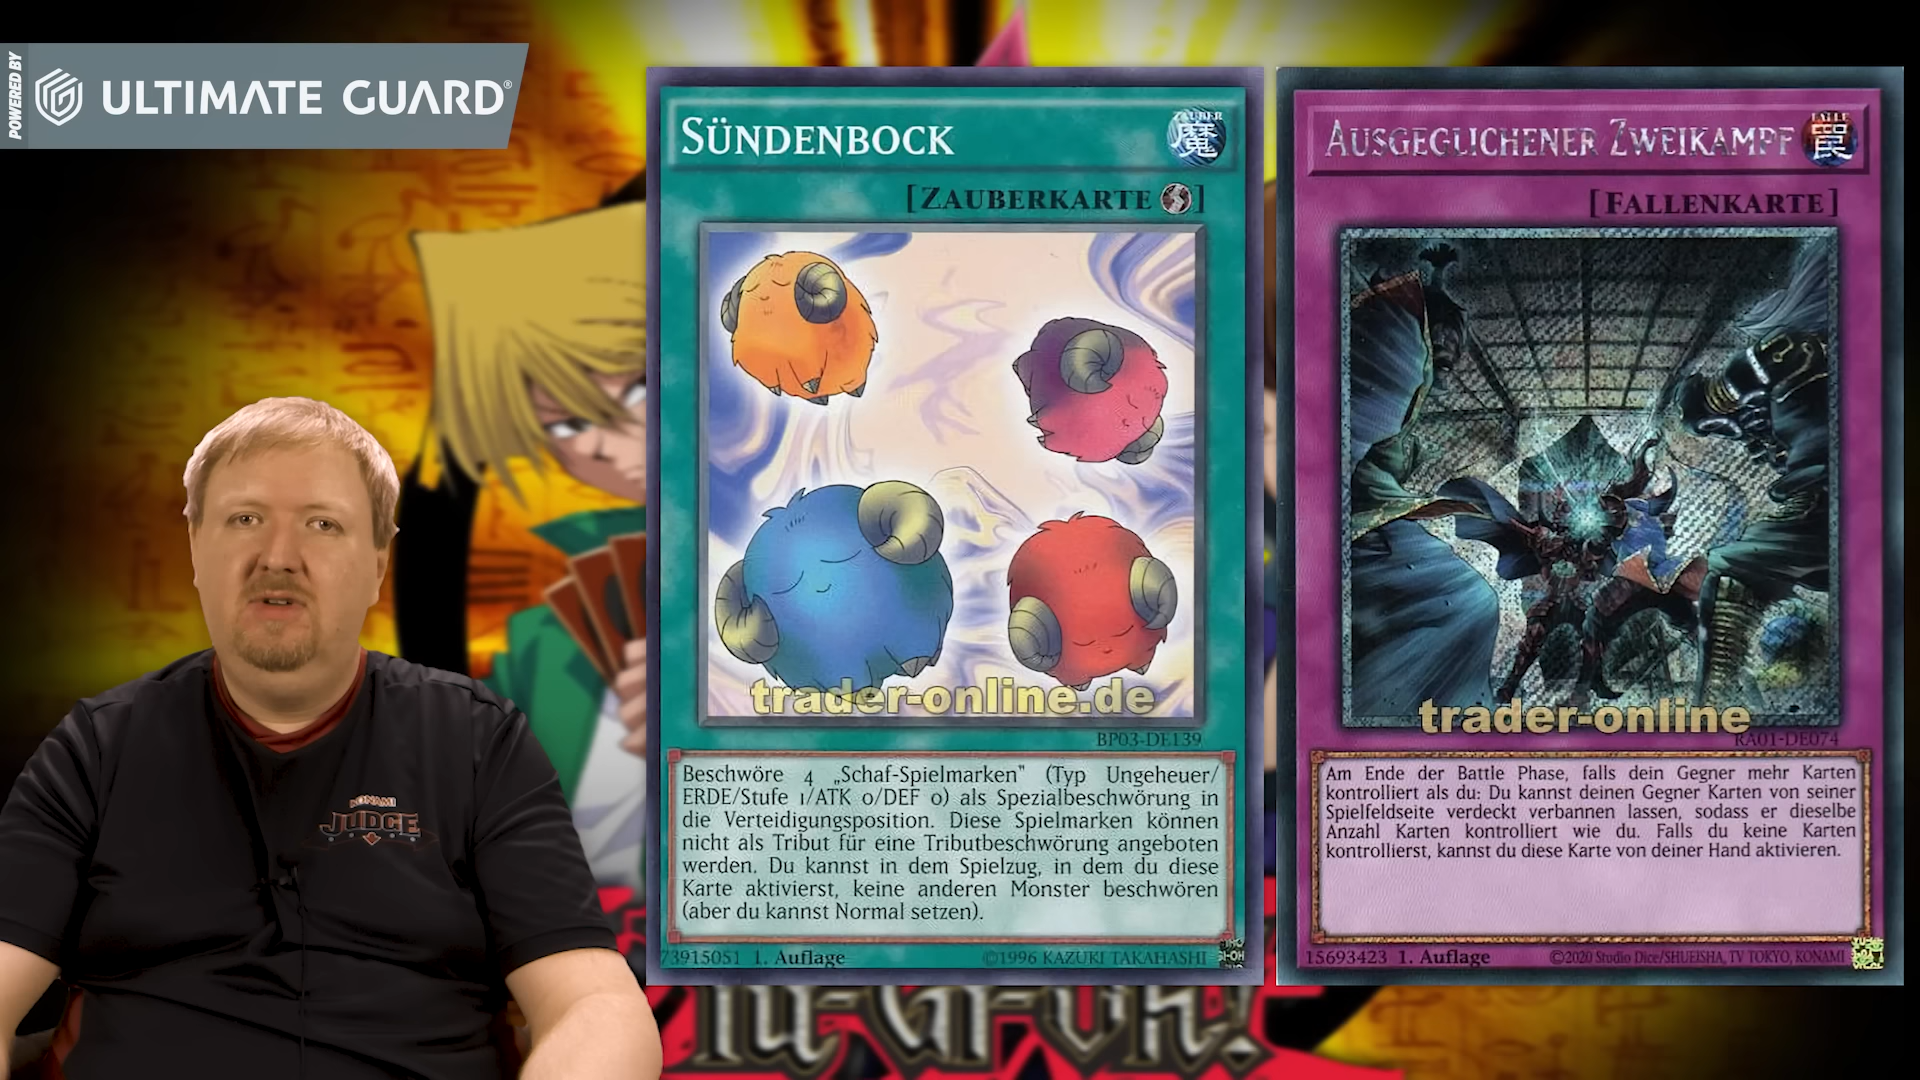 POWERED BY
ULTIMATE GUARD®
SÜNDENBOCK
ZAUBER
魔
[ZAUBERKARTE]
trader-online.de
BP03-DE139
Beschwöre 4 „Schaf-Spielmarken" (Typ Ungeheuer/
ERDE/Stufe 1/ATK 0/DEF 0) als Spezialbeschwörung in
die Verteidigungsposition. Diese Spielmarken können
nicht als Tribut für eine Tributbeschwörung angeboten
werden. Du kannst in dem Spielzug, in dem du diese
Karte aktivierst, keine anderen Monster beschwören
(aber du kannst Normal setzen).
73915051 1. Auflage
©1996 KAZUKI TAKAHASHI
AUSGEGLICHENER ZWEIKAMPF
FALLE
罠
[FALLENKARTE]
trader-online
RA01-DE074
Am Ende der Battle Phase, falls dein Gegner mehr Karten
kontrolliert als du: Du kannst deinen Gegner Karten von seiner
Spielfeldseite verdeckt verbannen lassen, sodass er dieselbe
Anzahl Karten kontrolliert wie du. Falls du keine Karten
kontrollierst, kannst du diese Karte von deiner Hand aktivieren.
15693423 1. Auflage
©2020 Studio Dice/SHUEISHA, TV TOKYO, KONAMI
KONAMI
JUDGE
Yu-Gi-Oh!